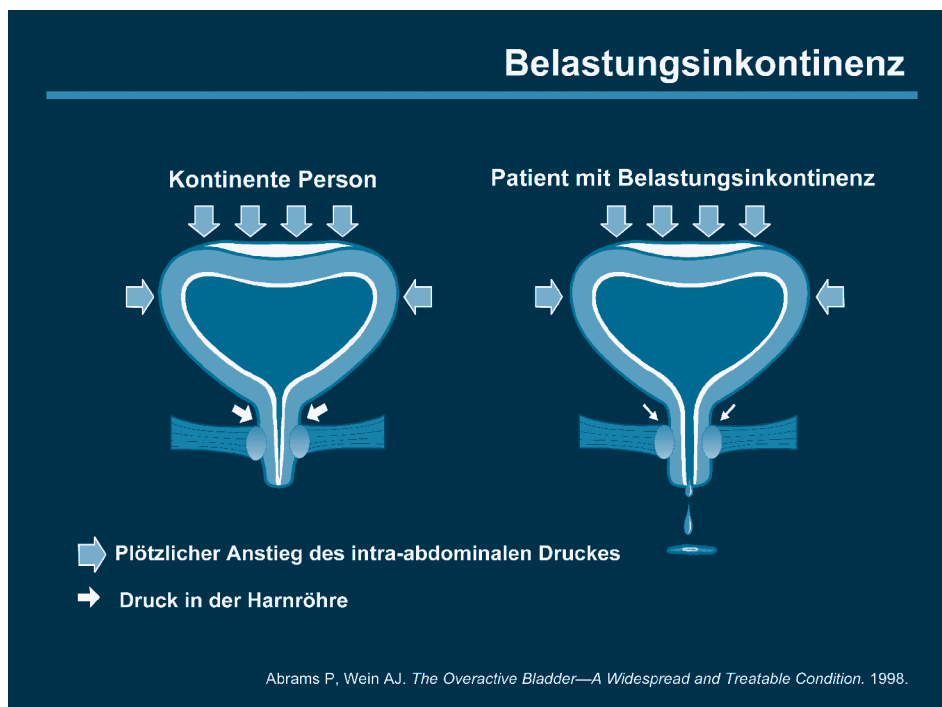 Belastungsinkontinenz
Kontinente Person
Patient mit Belastungsinkontinenz
Plötzlicher Anstieg des intra-abdominalen Druckes
Druck in der Harnröhre
Abrams P, Wein AJ. The Overactive Bladder—A Widespread and Treatable Condition. 1998.